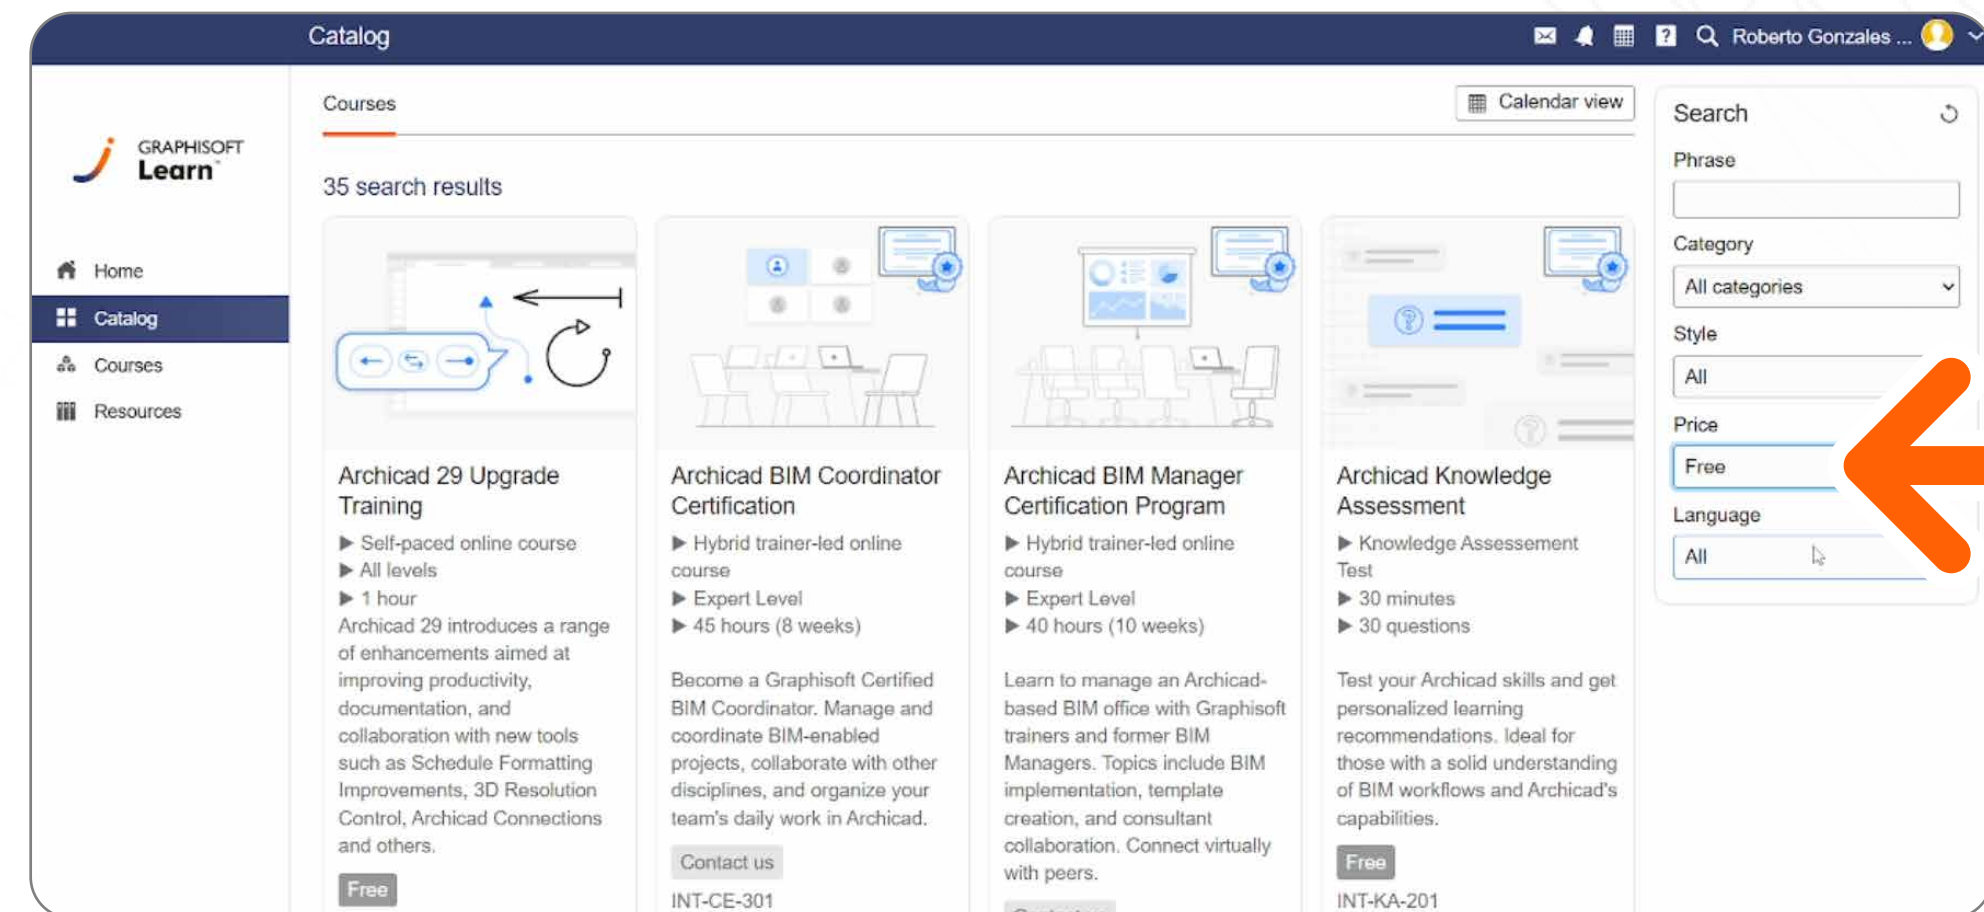 Catalog
Roberto Gonzales ...
GRAPHISOFT
Learn™
Home
Catalog
Courses
Resources
Courses
Calendar view
35 search results
Archicad 29 Upgrade
Training
▶ Self-paced online course
▶ All levels
▶ 1 hour
Archicad 29 introduces a range
of enhancements aimed at
improving productivity,
documentation, and
collaboration with new tools
such as Schedule Formatting
Improvements, 3D Resolution
Control, Archicad Connections
and others.
Free
Archicad BIM Coordinator
Certification
▶ Hybrid trainer-led online
course
▶ Expert Level
▶ 45 hours (8 weeks)
Become a Graphisoft Certified
BIM Coordinator. Manage and
coordinate BIM-enabled
projects, collaborate with other
disciplines, and organize your
team's daily work in Archicad.
Contact us
INT-CE-301
Archicad BIM Manager
Certification Program
▶ Hybrid trainer-led online
course
▶ Expert Level
▶ 40 hours (10 weeks)
Learn to manage an Archicad-
based BIM office with Graphisoft
trainers and former BIM
Managers. Topics include BIM
implementation, template
creation, and consultant
collaboration. Connect virtually
with peers.
Archicad Knowledge
Assessment
▶ Knowledge Assessement
Test
▶ 30 minutes
▶ 30 questions
Test your Archicad skills and get
personalized learning
recommendations. Ideal for
those with a solid understanding
of BIM workflows and Archicad's
capabilities.
Free
INT-KA-201
Search
Phrase
Category
All categories
Style
All
Price
Free
Language
All